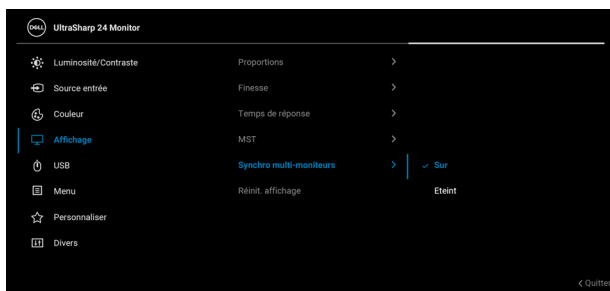 DELL UltraSharp 24 Monitor
Luminosité/Contraste
Source entrée
Couleur
Affichage
USB
Menu
Personnaliser
Divers
Proportions
Finesse
Temps de réponse
MST
Synchro multi-moniteurs
Réinit. affichage
Sur
Eteint
Quitter